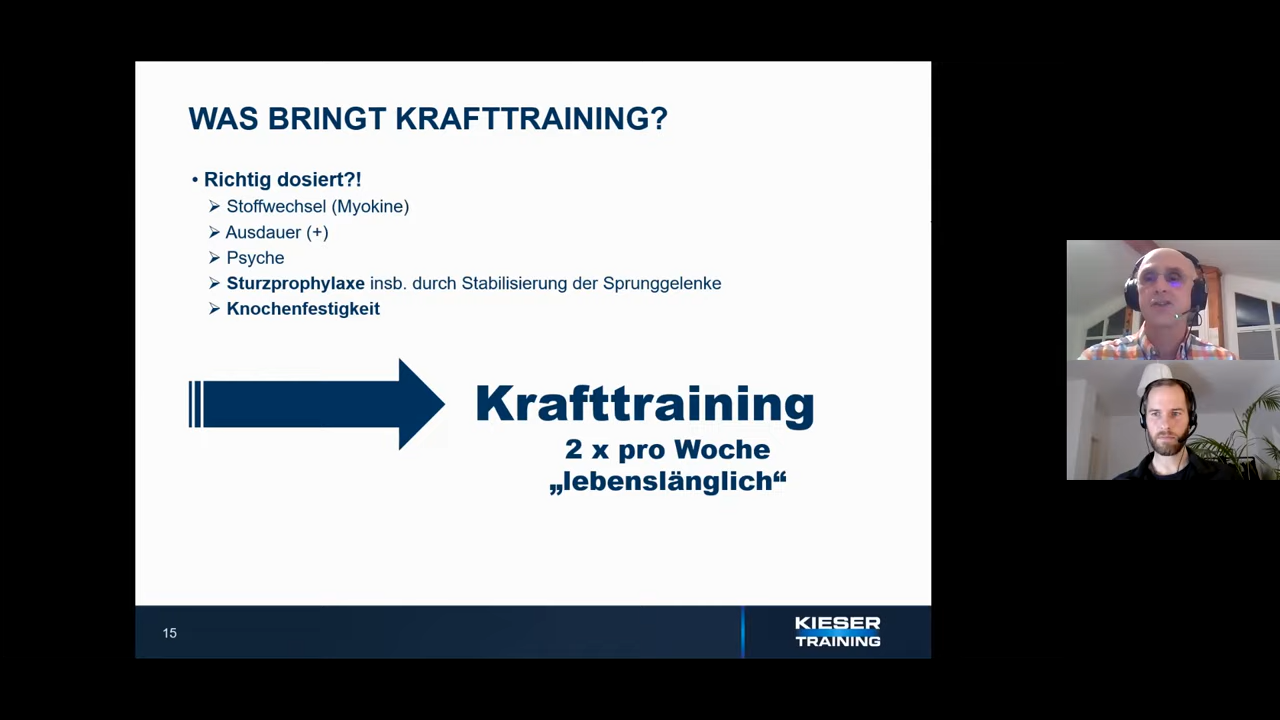 WAS BRINGT KRAFTTRAINING?
• Richtig dosiert?!
➢ Stoffwechsel (Myokine)
➢ Ausdauer (+)
➢ Psyche
➢ Sturzprophylaxe insb. durch Stabilisierung der Sprunggelenke
➢ Knochenfestigkeit
Krafttraining
2 x pro Woche
„lebenslänglich“
15
KIESER
TRAINING